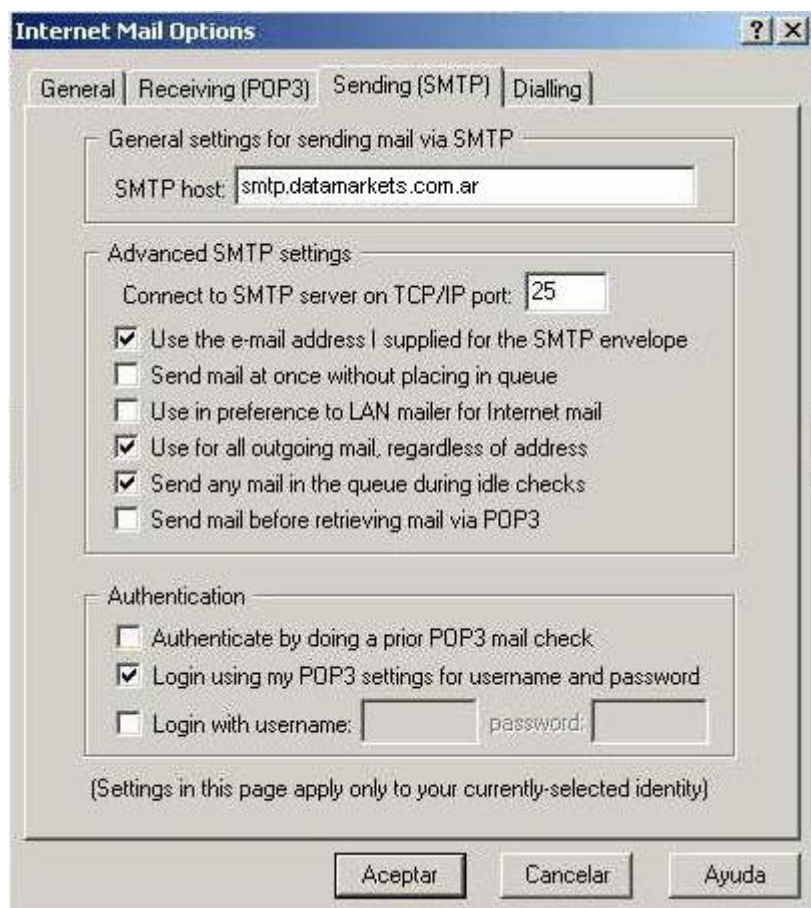 Internet Mail Options
General Receiving (POP3) Sending (SMTP) Dialling
General settings for sending mail via SMTP
SMTP host: smtp.datamarkets.com.ar
Advanced SMTP settings
Connect to SMTP server on TCP/IP port: 25
Use the e-mail address I supplied for the SMTP envelope
Send mail at once without placing in queue
Use in preference to LAN mailer for Internet mail
Use for all outgoing mail, regardless of address
Send any mail in the queue during idle checks
Send mail before retrieving mail via POP3
Authentication
Authenticate by doing a prior POP3 mail check
Login using my POP3 settings for username and password
Login with username: password:
(Settings in this page apply only to your currently-selected identity)
Aceptar Cancelar Ayuda